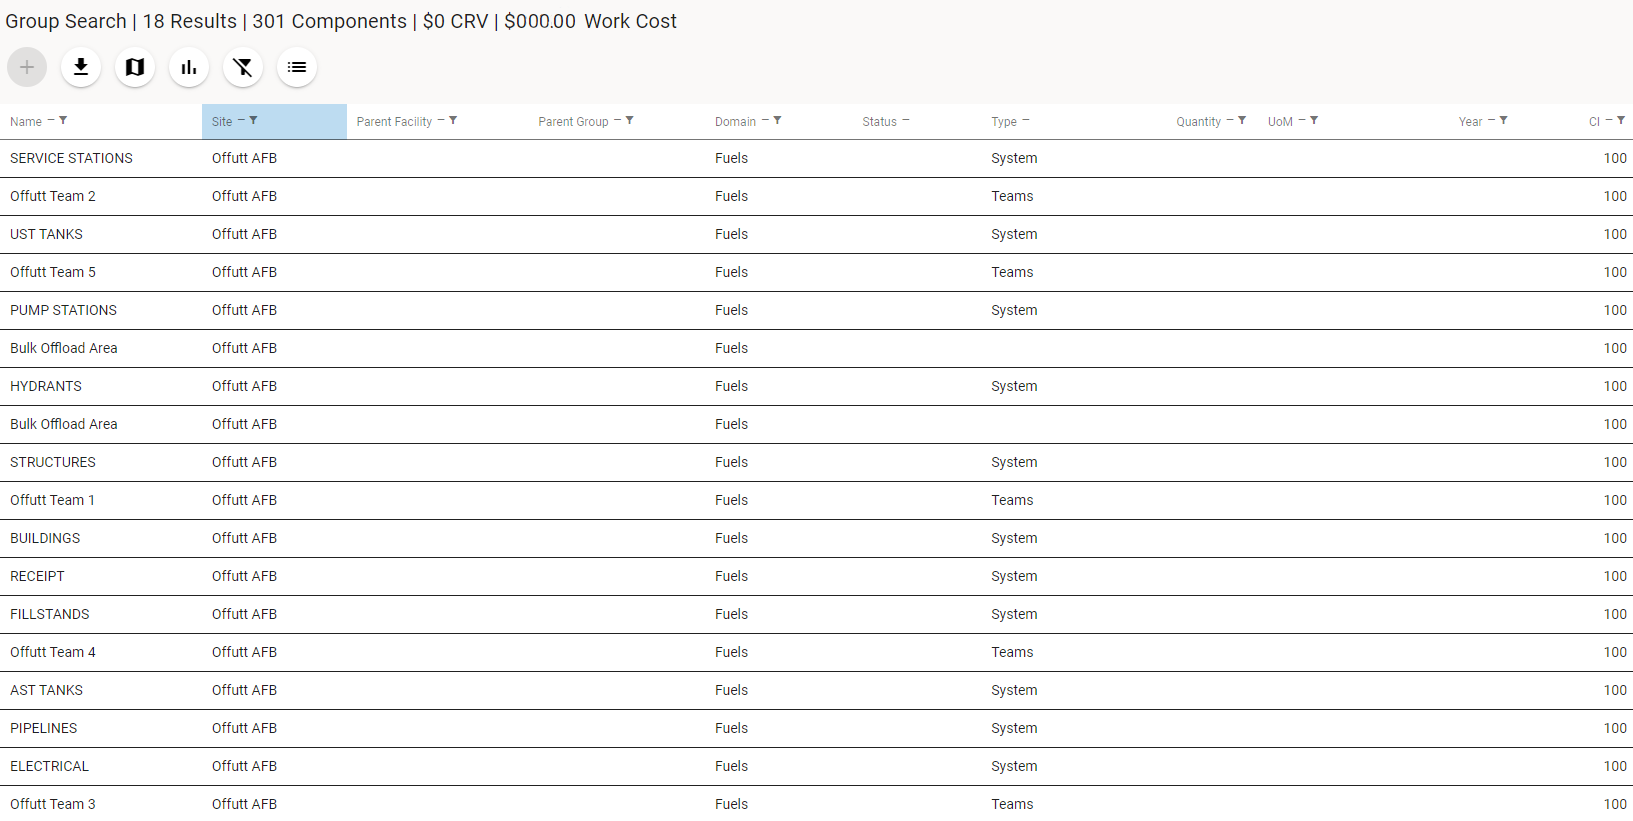 Group Search | 18 Results | 301 Components | $0 CRV | $000.00 Work Cost
Name Site Parent Facility Parent Group Domain Status Type Quantity UoM Year CI
SERVICE STATIONS Offutt AFB Fuels System 100
Offutt Team 2 Offutt AFB Fuels Teams 100
UST TANKS Offutt AFB Fuels System 100
Offutt Team 5 Offutt AFB Fuels Teams 100
PUMP STATIONS Offutt AFB Fuels System 100
Bulk Offload Area Offutt AFB Fuels 100
HYDRANTS Offutt AFB Fuels System 100
Bulk Offload Area Offutt AFB Fuels 100
STRUCTURES Offutt AFB Fuels System 100
Offutt Team 1 Offutt AFB Fuels Teams 100
BUILDINGS Offutt AFB Fuels System 100
RECEIPT Offutt AFB Fuels System 100
FILLSTANDS Offutt AFB Fuels System 100
Offutt Team 4 Offutt AFB Fuels Teams 100
AST TANKS Offutt AFB Fuels System 100
PIPELINES Offutt AFB Fuels System 100
ELECTRICAL Offutt AFB Fuels System 100
Offutt Team 3 Offutt AFB Fuels Teams 100